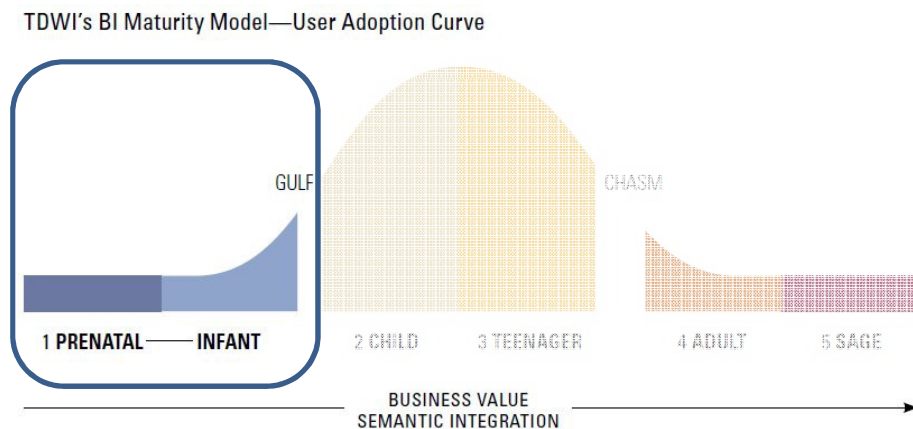 TDWI's BI Maturity Model—User Adoption Curve
GULF
CHASM
1 PRENATAL — INFANT
2 CHILD
3 TEENAGER
4 ADULT
5 SAGE
BUSINESS VALUE
SEMANTIC INTEGRATION